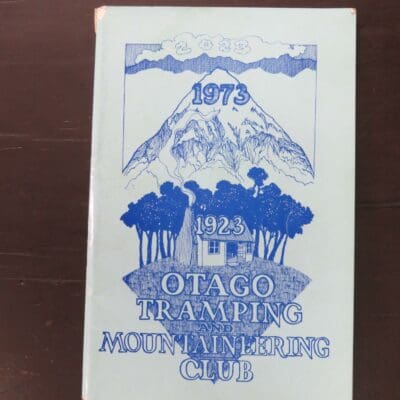 2023
1973
1923
OTAGO
TRAMPING
AND
MOUNTAINEERING
CLUB